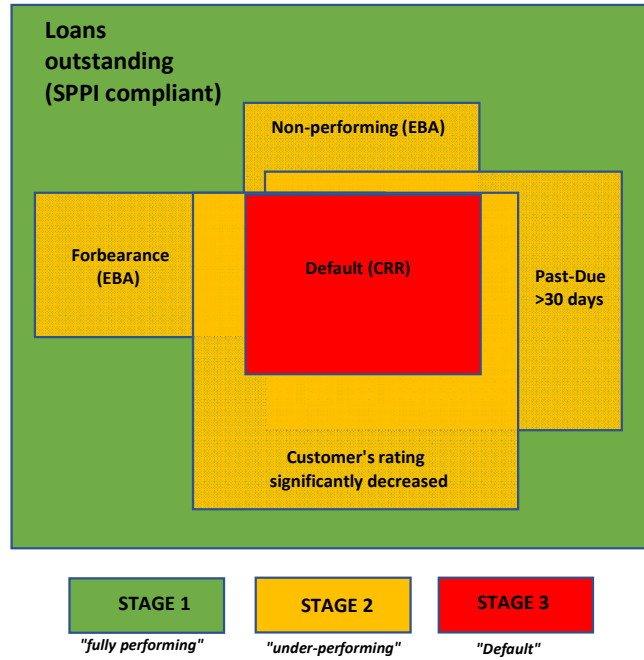 Loans
outstanding
(SPPI compliant)
Non-performing (EBA)
Forbearance
(EBA)
Default (CRR)
Past-Due
>30 days
Customer's rating
significantly decreased
STAGE 1
STAGE 2
STAGE 3
"fully performing"
"under-performing"
"Default"